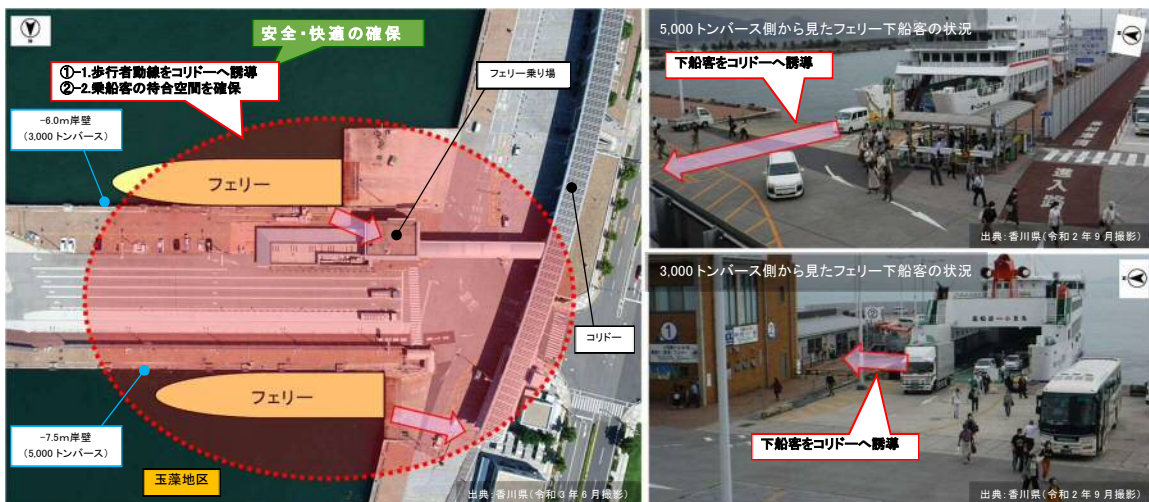 安全・快適の確保
①-1.歩行者動線をコリドーへ誘導
②-2.乗船客の待合空間を確保
フェリー乗り場
-6.0m岸壁
(3,000トンバース)
フェリー
コリドー
フェリー
-7.5m岸壁
(5,000トンバース)
玉藻地区
出典:香川県(令和3年6月撮影)
5,000トンバース側から見たフェリー下船客の状況
下船客をコリドーへ誘導
進入路
出典:香川県(令和2年9月撮影)
3,000トンバース側から見たフェリー下船客の状況
①
②
高松⇔小豆島
下船客をコリドーへ誘導
出典:香川県(令和2年9月撮影)